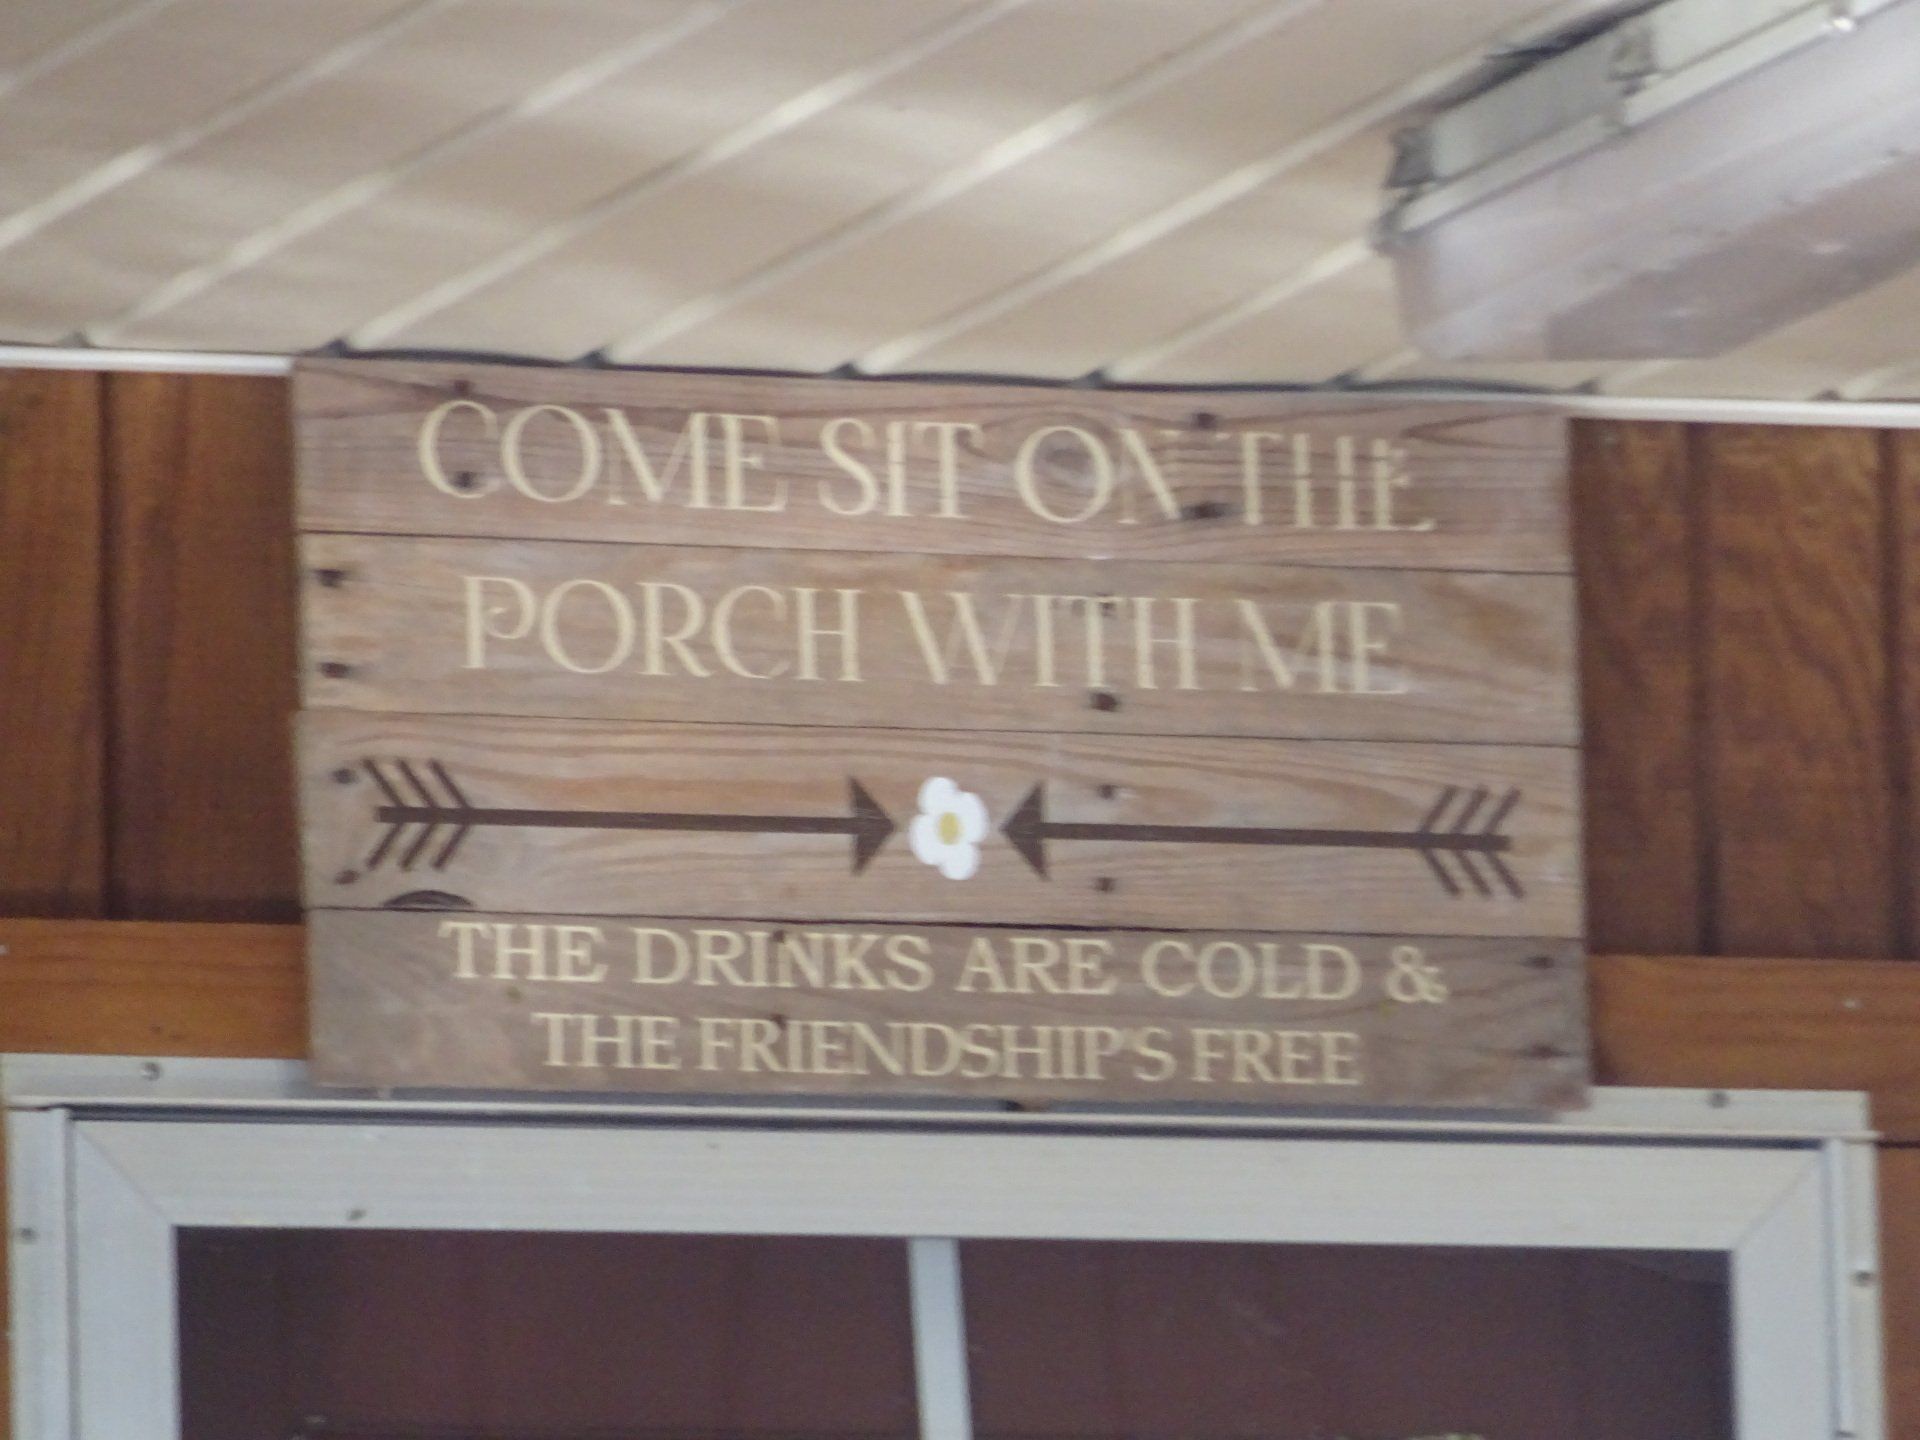 COME SIT ON THE
PORCH WITH ME
THE DRINKS ARE COLD &
THE FRIENDSHIP'S FREE